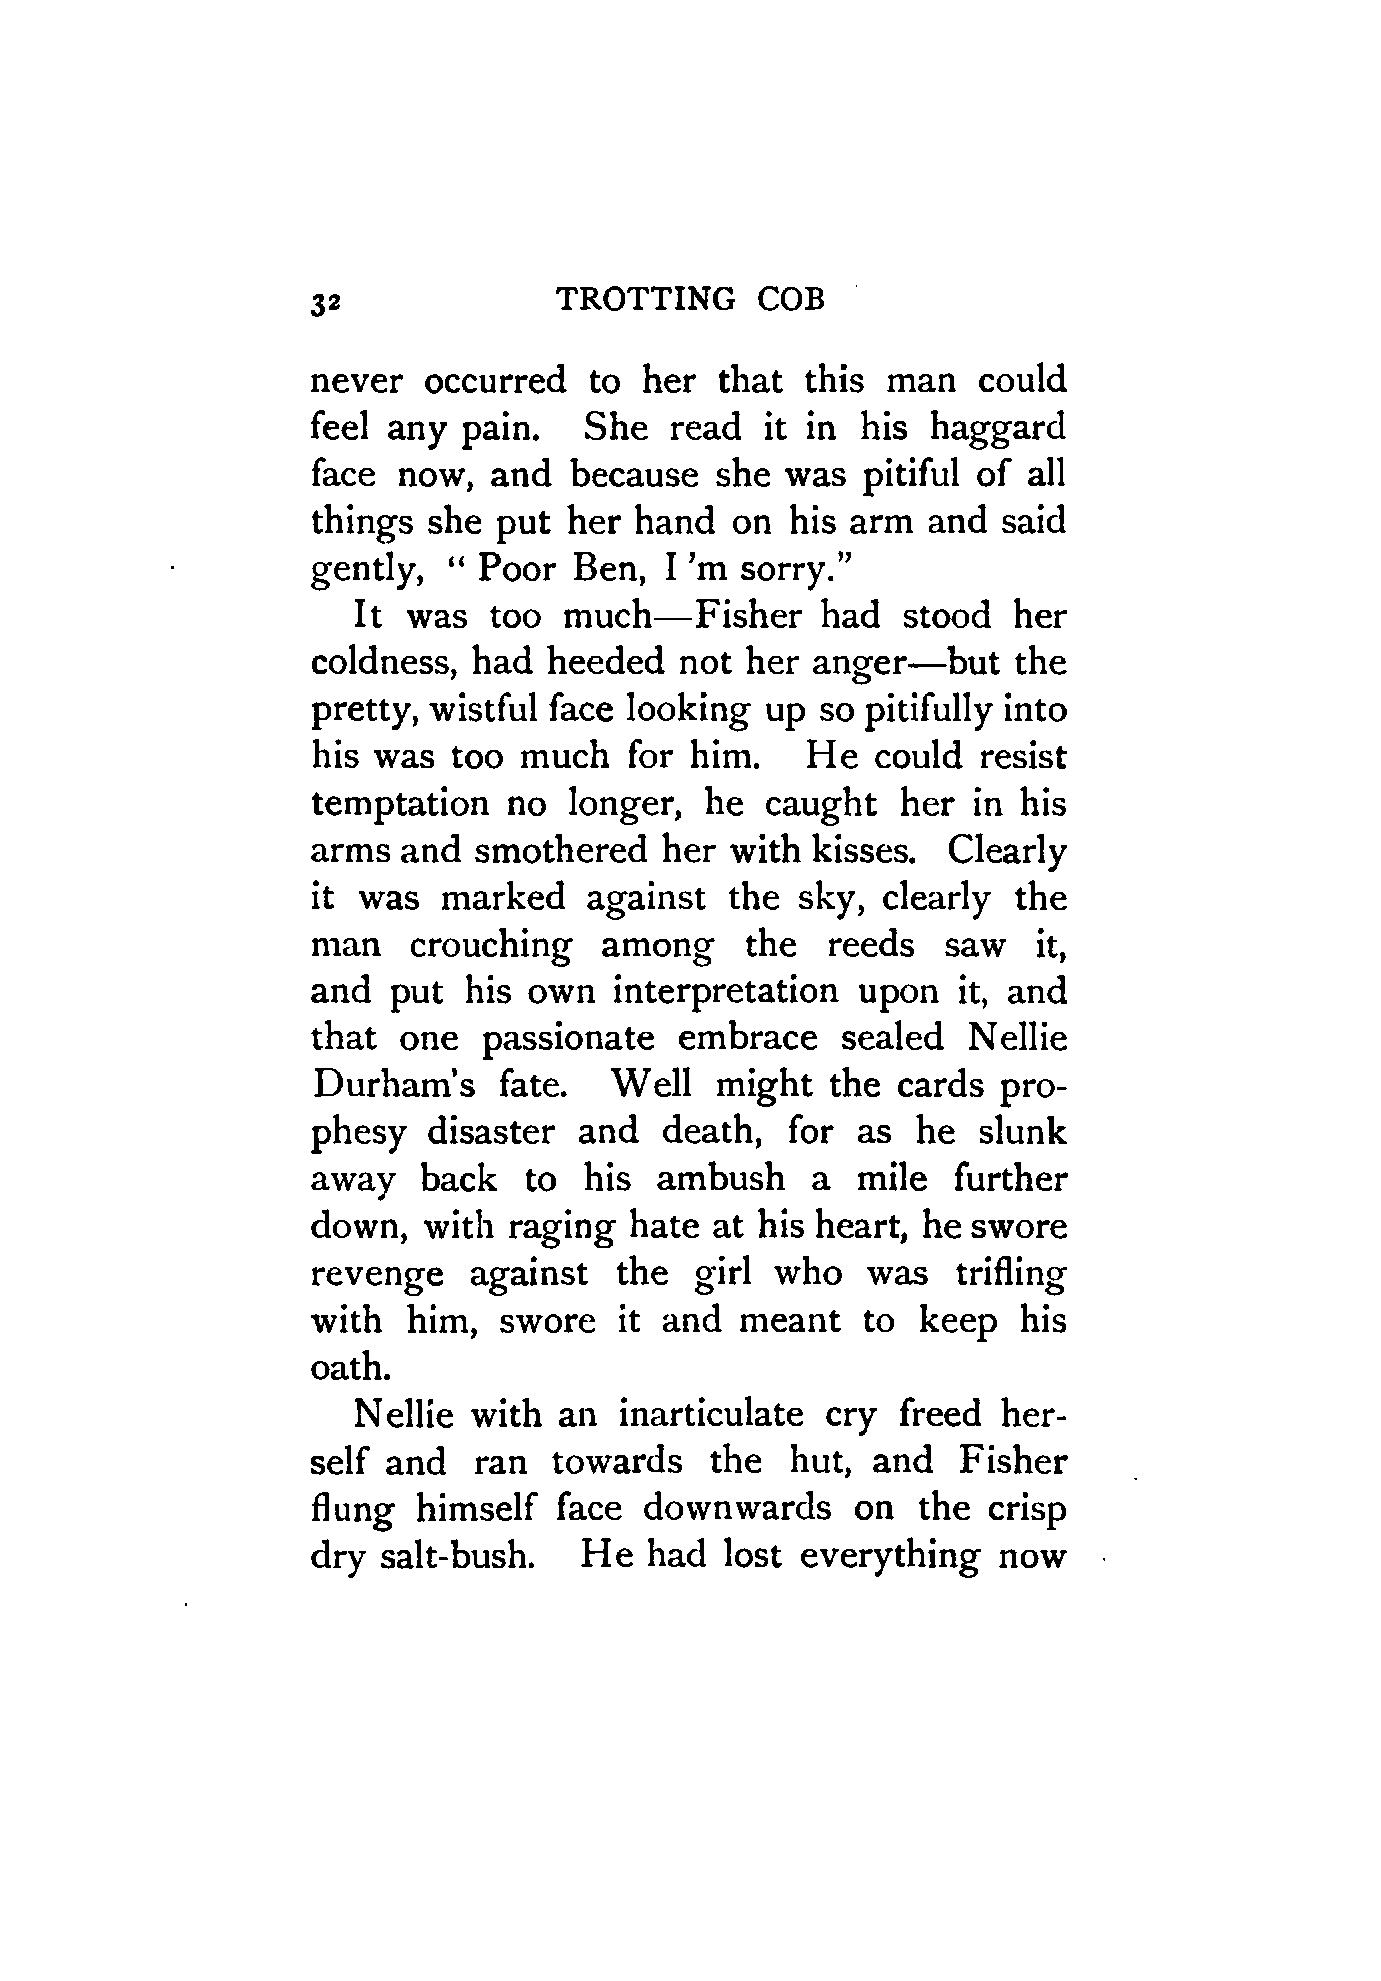 32 TROTTING COB
never occurred to her that this man could
feel any pain. She read it in his haggard
face now, and because she was pitiful of all
things she put her hand on his arm and said
gently, “ Poor Ben, I 'm sorry.”
It was too much—Fisher had stood her
coldness, had heeded not her anger—but the
pretty, wistful face looking up so pitifully into
his was too much for him. He could resist
temptation no longer, he caught her in his
arms and smothered her with kisses. Clearly
it was marked against the sky, clearly the
man crouching among the reeds saw it,
and put his own interpretation upon it, and
that one passionate embrace sealed Nellie
Durham's fate. Well might the cards pro-
phesy disaster and death, for as he slunk
away back to his ambush a mile further
down, with raging hate at his heart, he swore
revenge against the girl who was trifling
with him, swore it and meant to keep his
oath.
Nellie with an inarticulate cry freed her-
self and ran towards the hut, and Fisher
flung himself face downwards on the crisp
dry salt-bush. He had lost everything now